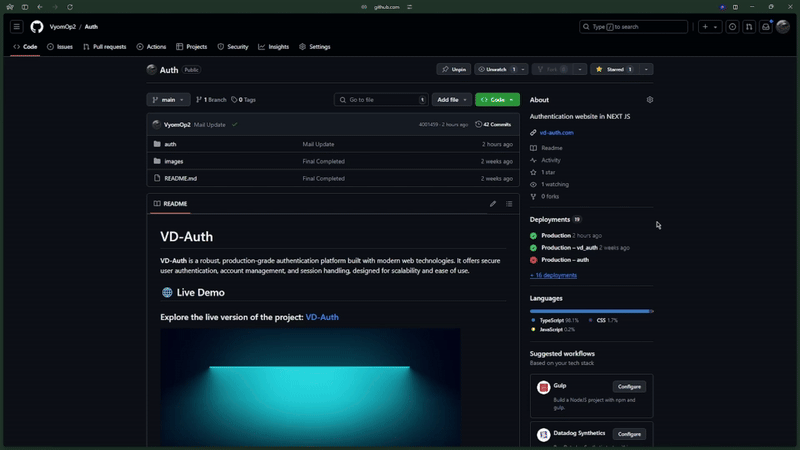 github.com
VyomOp2 / Auth
Type / to search
Code
Issues
Pull requests
Actions
Projects
Security
Insights
Settings
Auth
Public
Unpin
Unwatch 1
Fork 0
Starred 1
main
1 Branch
0 Tags
Go to file
t
Add file
Code
VyomOp2 Mail Update
4001459 · 2 hours ago
42 Commits
auth Mail Update 2 hours ago
images Final Completed 2 weeks ago
README.md Final Completed 2 weeks ago
README
VD-Auth
VD-Auth is a robust, production-grade authentication platform built with modern web technologies. It offers secure
user authentication, account management, and session handling, designed for scalability and ease of use.
Live Demo
Explore the live version of the project: VD-Auth
About
Authentication website in NEXT JS
vd-auth.com
Readme
Activity
1 star
1 watching
0 forks
Deployments 19
Production 2 hours ago
Production – vd_auth 2 weeks ago
Production – auth
+ 16 deployments
Languages
TypeScript 98.1%
CSS 1.7%
JavaScript 0.2%
Suggested workflows
Based on your tech stack
Gulp
Configure
Build a NodeJS project with npm and
gulp.
Datadog Synthetics
Configure